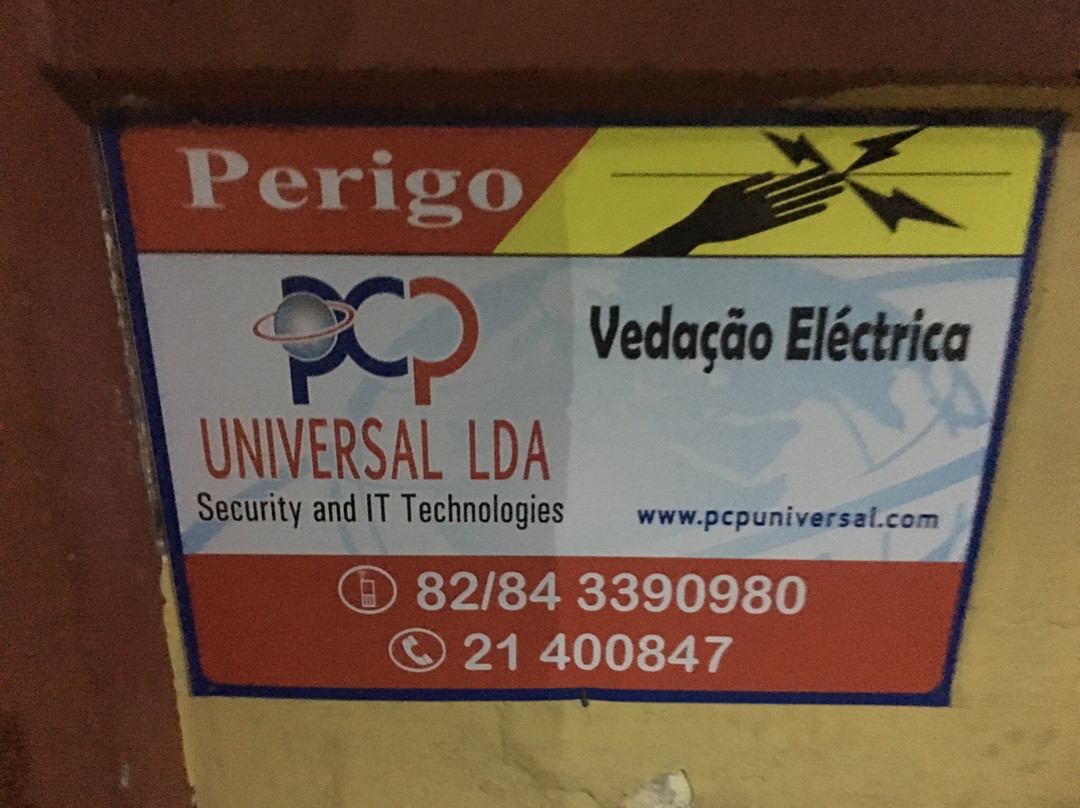 Perigo
pcp
Vedação Eléctrica
UNIVERSAL LDA
Security and IT Technologies
www.pcpuniversal.com
82/84 3390980
21 400847